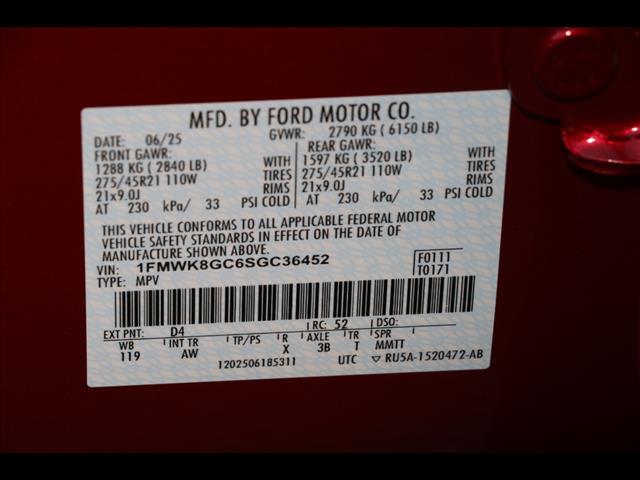 MFD. BY FORD MOTOR CO.
DATE: 06/25 GVWR: 2790 KG ( 6150 LB)
FRONT GAWR: REAR GAWR:
1288 KG ( 2840 LB) WITH 1597 KG ( 3520 LB) WITH
275/45R21 110W TIRES 275/45R21 110W TIRES
21x9.0J RIMS 21x9.0J RIMS
AT 230 kPa/ 33 PSI COLD AT 230 kPa/ 33 PSI COLD
THIS VEHICLE CONFORMS TO ALL APPLICABLE FEDERAL MOTOR
VEHICLE SAFETY STANDARDS IN EFFECT ON THE DATE OF
MANUFACTURE SHOWN ABOVE.
VIN: 1FMWK8GC6SGC36452 F0111
TYPE: MPV T0171
EXT PNT: D4 RC: 52 DSO:
WB INT TR TP/PS R AX TR SPR
119 AW X 3B T MMTT
1202506185311 UTC ▽ RU5A-1520472-AB